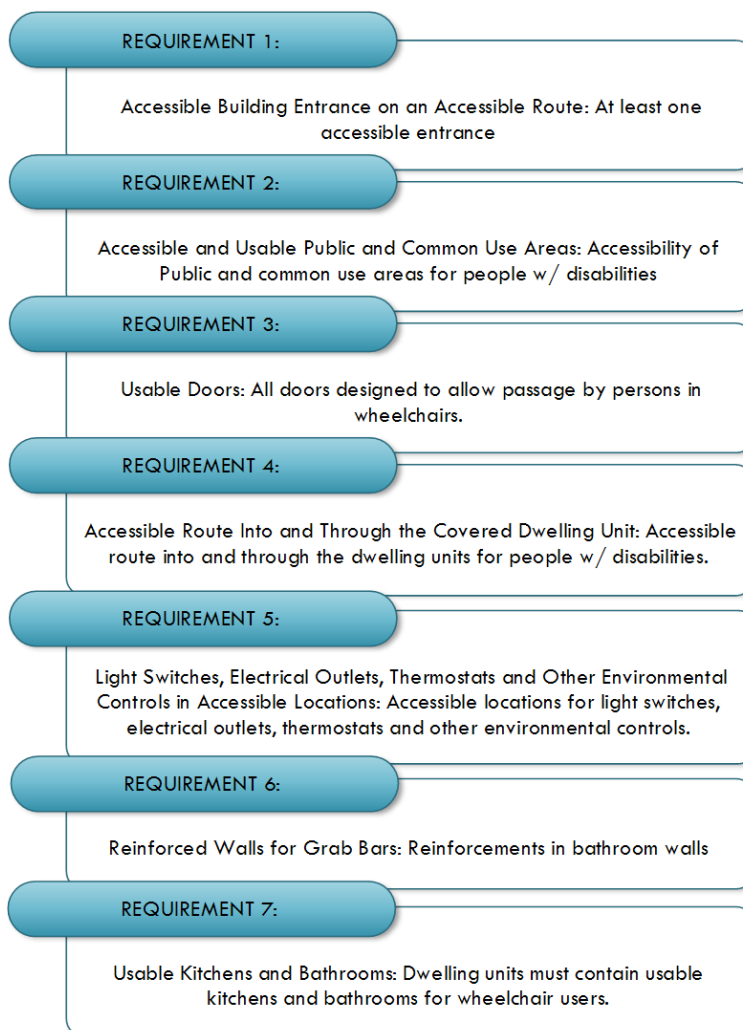 REQUIREMENT 1:
Accessible Building Entrance on an Accessible Route: At least one
accessible entrance
REQUIREMENT 2:
Accessible and Usable Public and Common Use Areas: Accessibility of
Public and common use areas for people w/ disabilities
REQUIREMENT 3:
Usable Doors: All doors designed to allow passage by persons in
wheelchairs.
REQUIREMENT 4:
Accessible Route Into and Through the Covered Dwelling Unit: Accessible
route into and through the dwelling units for people w/ disabilities.
REQUIREMENT 5:
Light Switches, Electrical Outlets, Thermostats and Other Environmental
Controls in Accessible Locations: Accessible locations for light switches,
electrical outlets, thermostats and other environmental controls.
REQUIREMENT 6:
Reinforced Walls for Grab Bars: Reinforcements in bathroom walls
REQUIREMENT 7:
Usable Kitchens and Bathrooms: Dwelling units must contain usable
kitchens and bathrooms for wheelchair users.